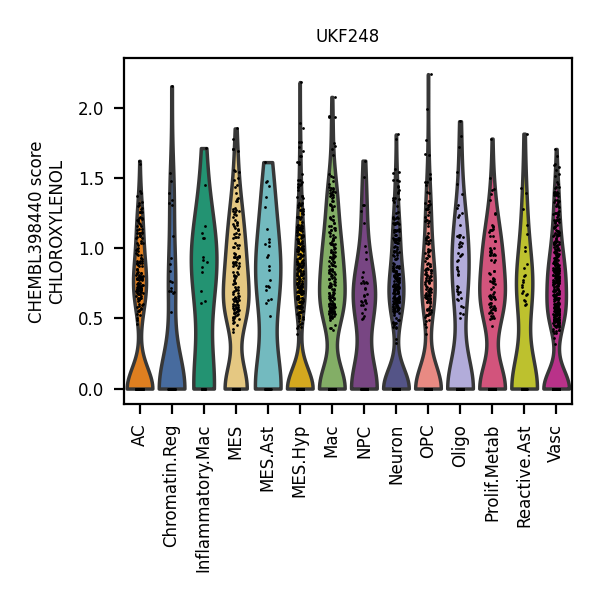 UKF248
CHEMBL398440 score
CHLOROXYLENOL
2.0
1.5
1.0
0.5
0.0
AC
Chromatin.Reg
Inflammatory.Mac
MES
MES.Ast
MES.Hyp
Mac
NPC
Neuron
OPC
Oligo
Prolif.Metab
Reactive.Ast
Vasc